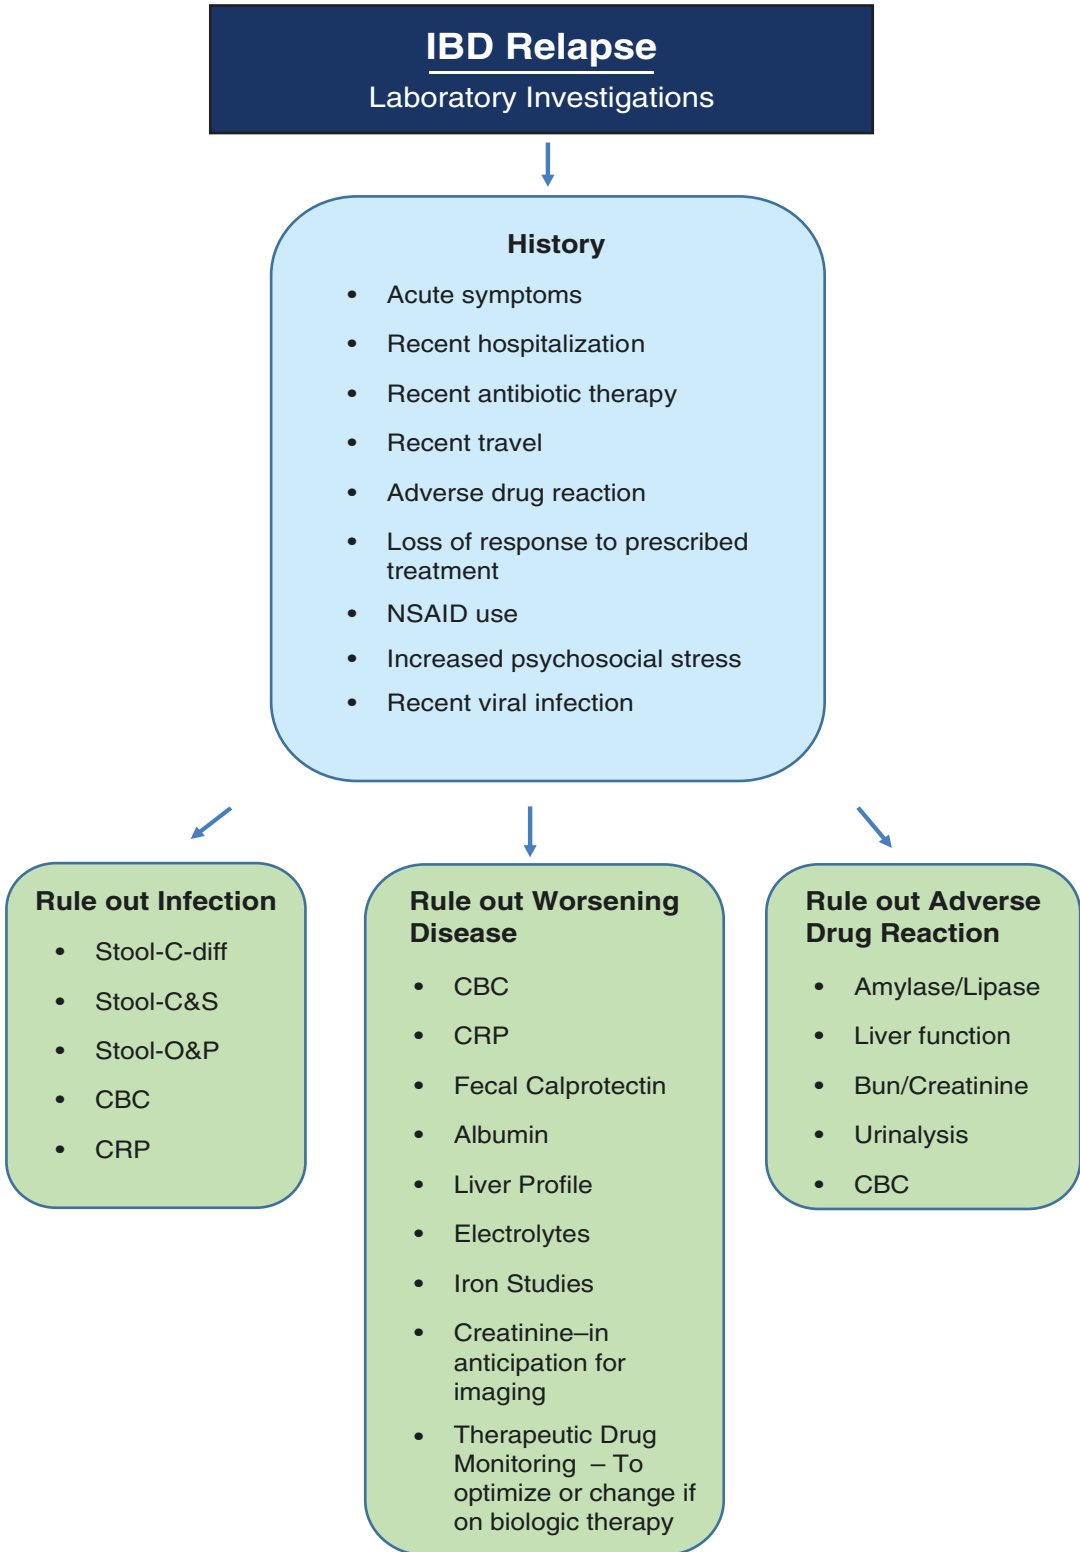 IBD Relapse
Laboratory Investigations
History
• Acute symptoms
• Recent hospitalization
• Recent antibiotic therapy
• Recent travel
• Adverse drug reaction
• Loss of response to prescribed
treatment
• NSAID use
• Increased psychosocial stress
• Recent viral infection
Rule out Infection
• Stool-C-diff
• Stool-C&S
• Stool-O&P
• CBC
• CRP
Rule out Worsening
Disease
• CBC
• CRP
• Fecal Calprotectin
• Albumin
• Liver Profile
• Electrolytes
• Iron Studies
• Creatinine–in
anticipation for
imaging
• Therapeutic Drug
Monitoring – To
optimize or change if
on biologic therapy
Rule out Adverse
Drug Reaction
• Amylase/Lipase
• Liver function
• Bun/Creatinine
• Urinalysis
• CBC